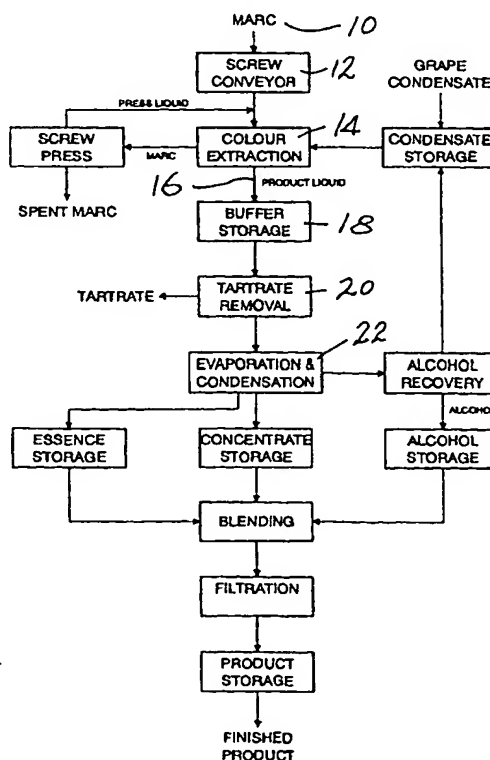 MARC
10
SCREW
CONVEYOR
12
GRAPE
CONDENSATE
PRESS LIQUID
SCREW
PRESS
MARC
COLOUR
EXTRACTION
14
CONDENSATE
STORAGE
16
PRODUCT LIQUID
SPENT MARC
BUFFER
STORAGE
18
TARTRATE
TARTRATE
REMOVAL
20
22
EVAPORATION &
CONDENSATION
ALCOHOL
RECOVERY
ALCOHOL
ESSENCE
STORAGE
CONCENTRATE
STORAGE
ALCOHOL
STORAGE
BLENDING
FILTRATION
PRODUCT
STORAGE
FINISHED
PRODUCT